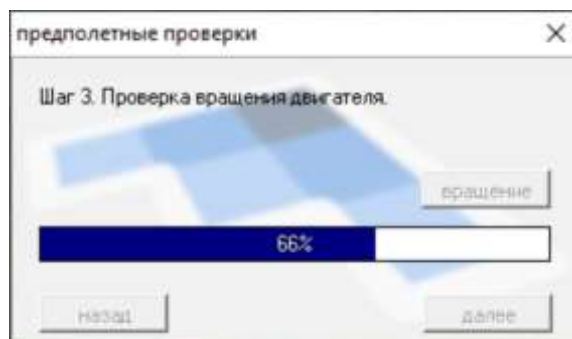 предполетные проверки
Шаг 3. Проверка вращения двигателя.
вращение
66%
назад
далее